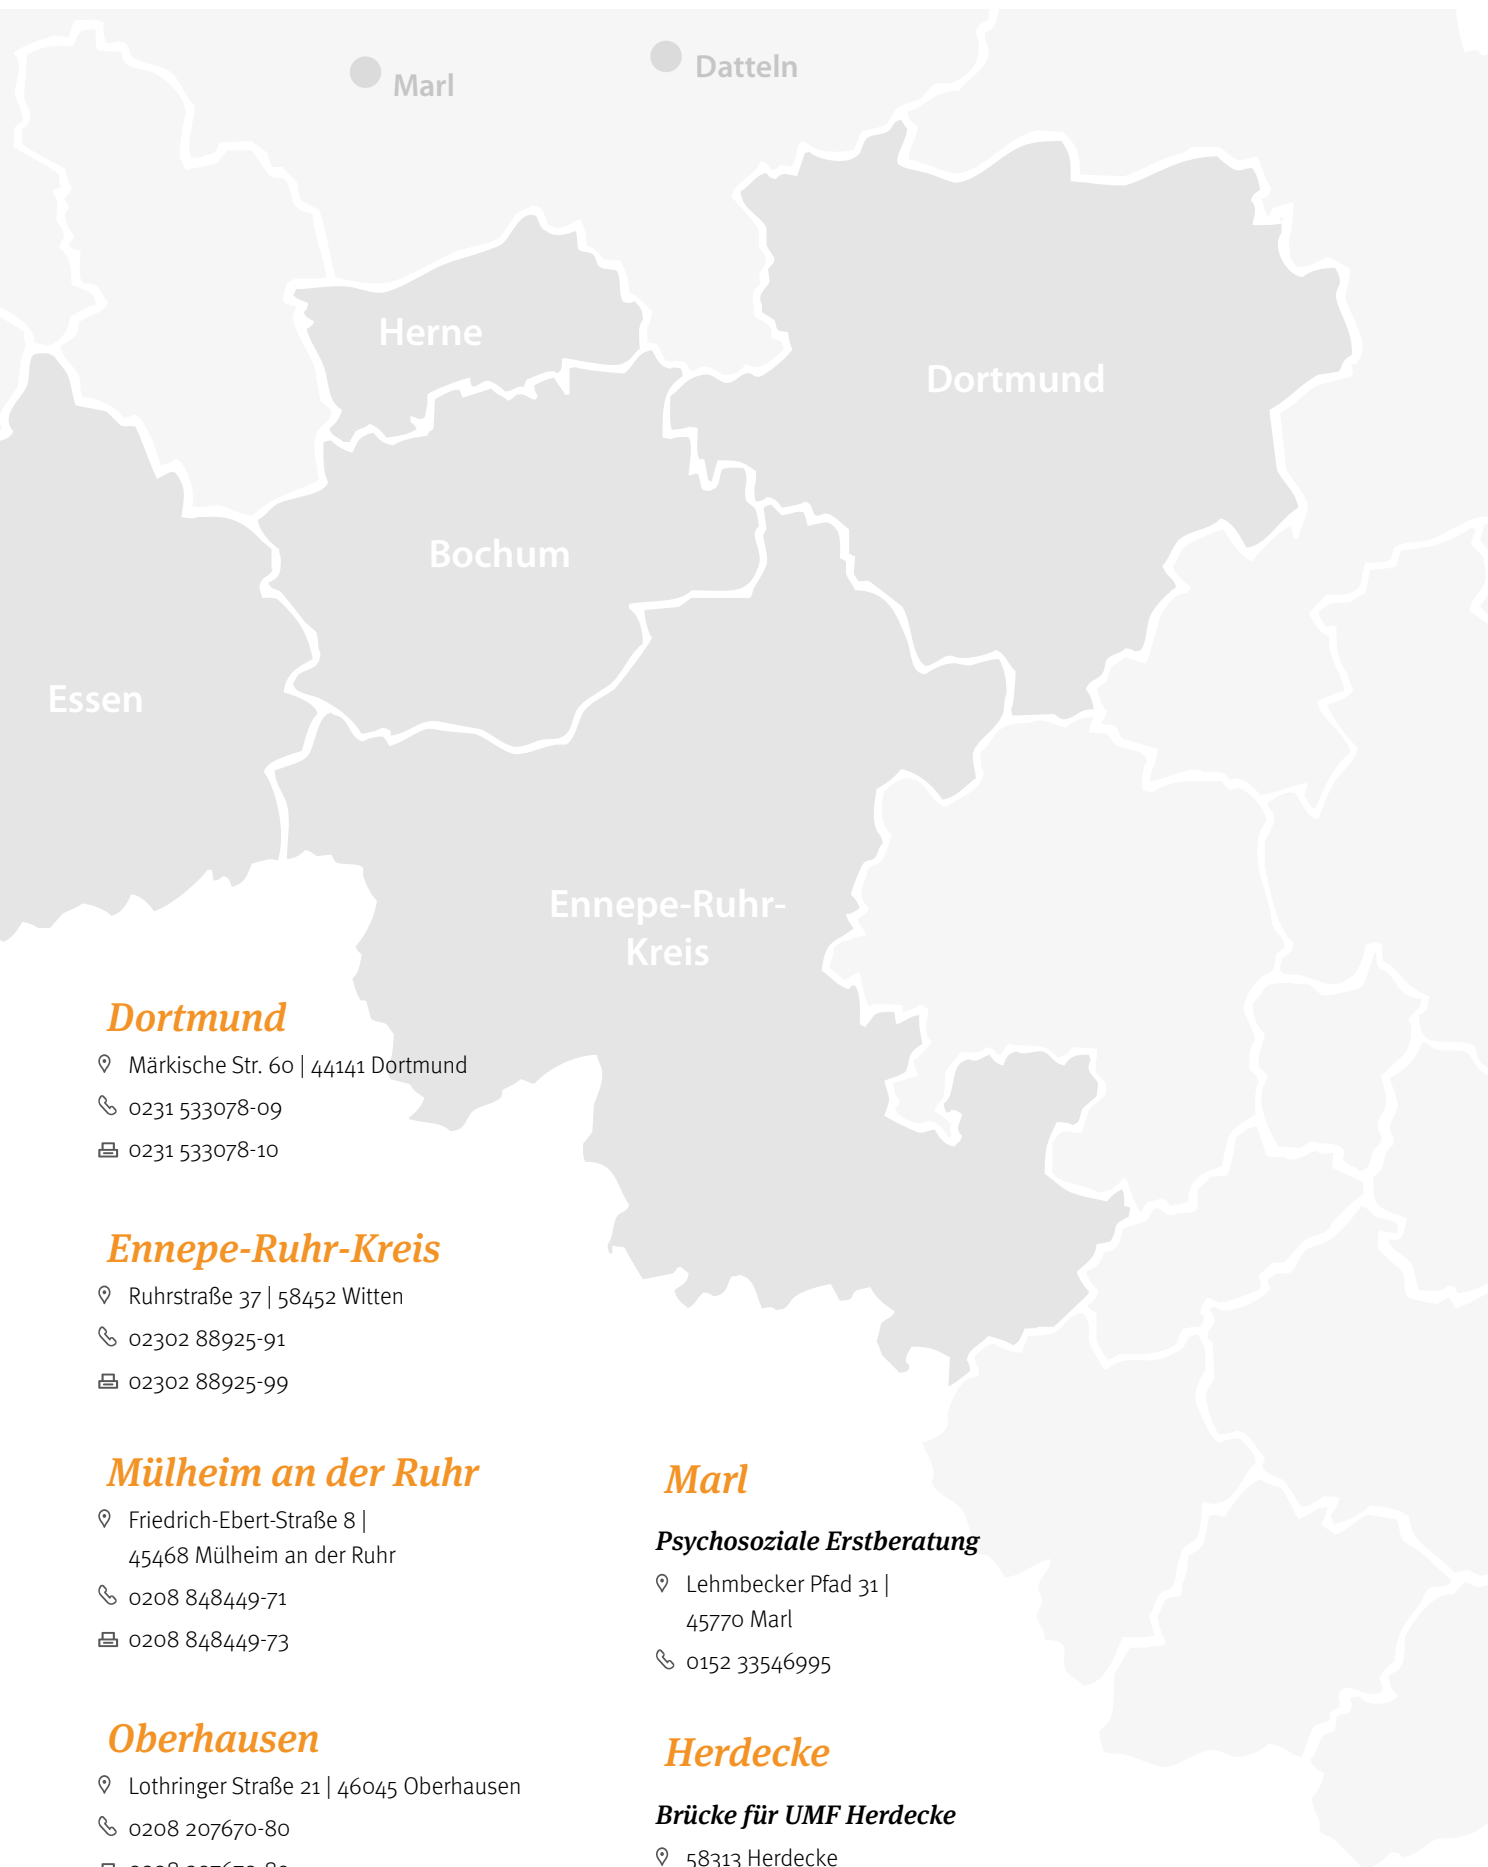 Marl
Datteln
Herne
Dortmund
Bochum
Essen
Ennepe-Ruhr-
Kreis
Dortmund
Märkische Str. 60 | 44141 Dortmund
0231 533078-09
0231 533078-10
Ennepe-Ruhr-Kreis
Ruhrstraße 37 | 58452 Witten
02302 88925-91
02302 88925-99
Mülheim an der Ruhr
Friedrich-Ebert-Straße 8 |
45468 Mülheim an der Ruhr
0208 848449-71
0208 848449-73
Oberhausen
Lothringer Straße 21 | 46045 Oberhausen
0208 207670-80
Marl
Psychosoziale Erstberatung
Lehmbecker Pfad 31 |
45770 Marl
0152 33546995
Herdecke
Brücke für UMF Herdecke
58313 Herdecke